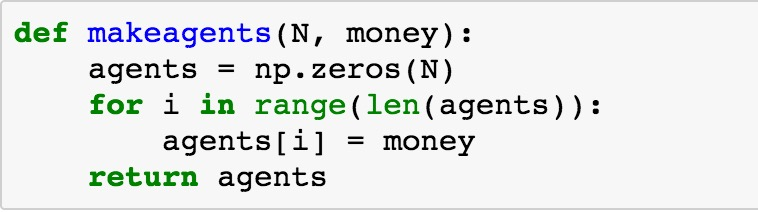 def makeagents(N, money):
    agents = np.zeros(N)
    for i in range(len(agents)):
        agents[i] = money
    return agents